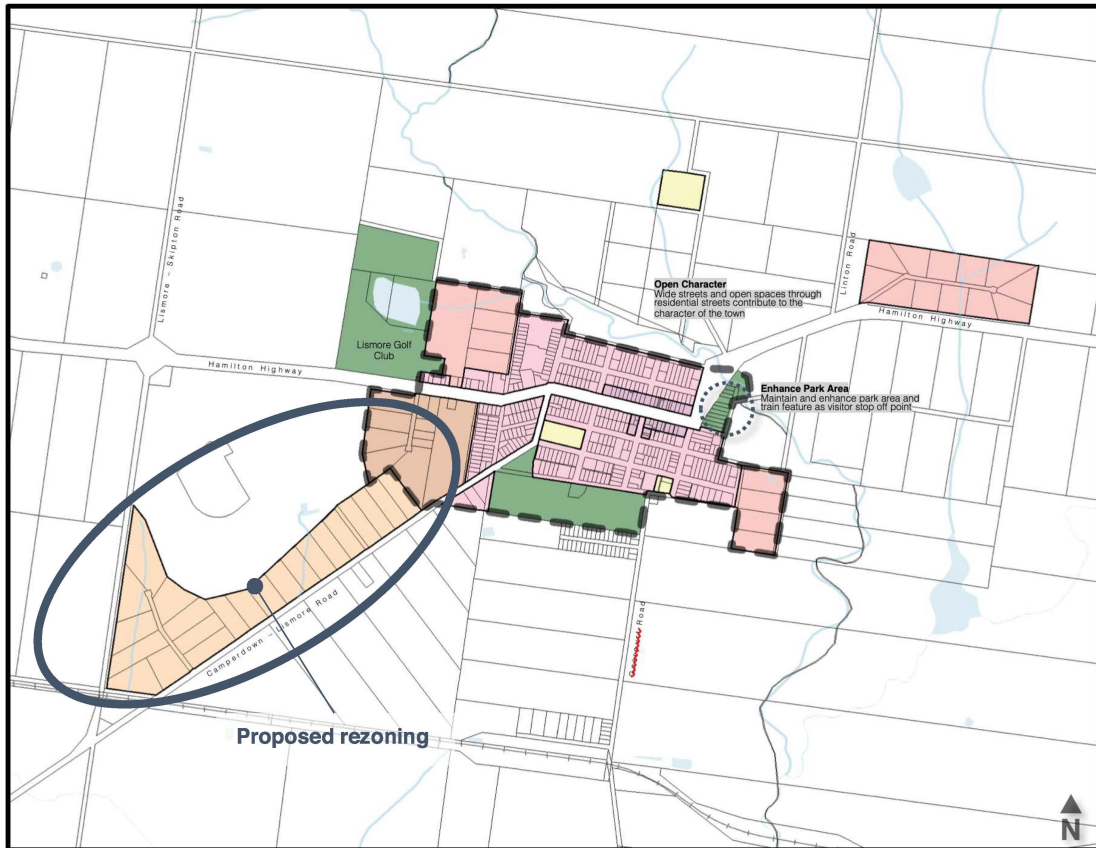 Lismore – Skipton Road
Open Character
Wide streets and open spaces through
residential streets contribute to the
character of the town
Linton Road
Hamilton Highway
Lismore Golf
Club
Hamilton Highway
Enhance Park Area
Maintain and enhance park area and
train feature as visitor stop off point
Camperdown – Lismore Road
Road
Proposed rezoning
N